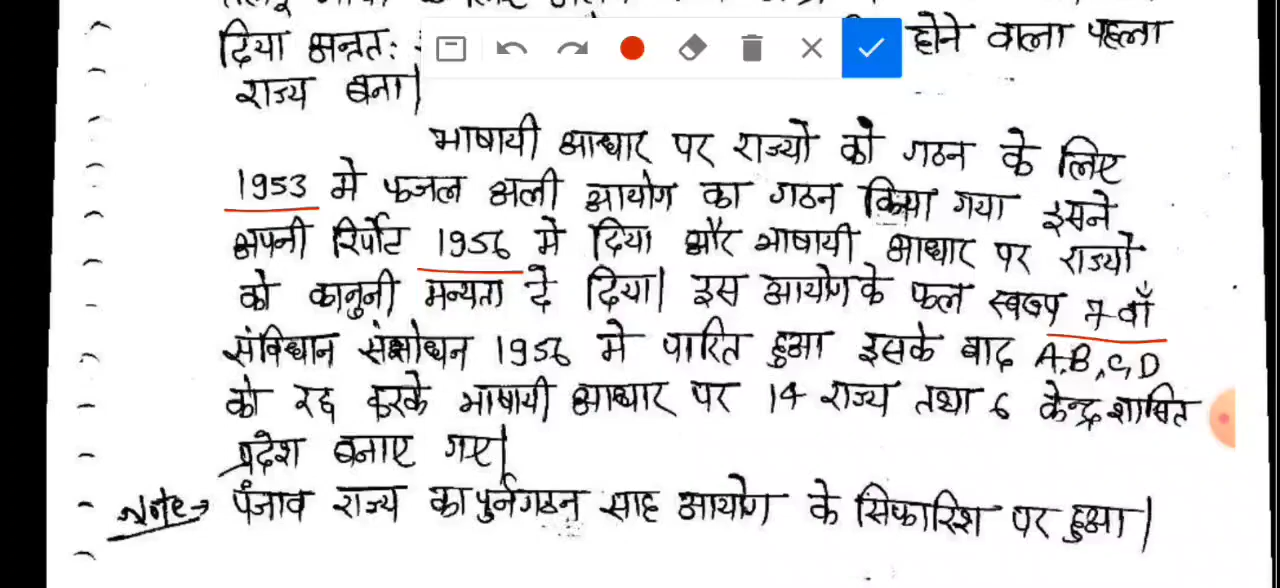 दिया अन्ततः होने वाला पहला
राज्य बना|
भाषायी आधार पर राज्यों को गठन के लिए
1953 मे फजल अली आयोग का गठन किया गया इसने
अपनी रिर्पोट 1956 मे दिया और भाषायी आधार पर राज्यों
को कानुनी मन्यता दे दिया| इस आयोग के फल स्वरूप 7 वाँ
संविधान संशोधन 1956 मे पारित हुआ इसके बाद A,B,C,D
को रद्द करके भाषायी आधार पर 14 राज्य तथा 6 केन्द्र शासित
प्रदेश बनाए गए|
Note→ पंजाव राज्य का पुर्नगठन साह आयोग के सिफारिश पर हुआ|